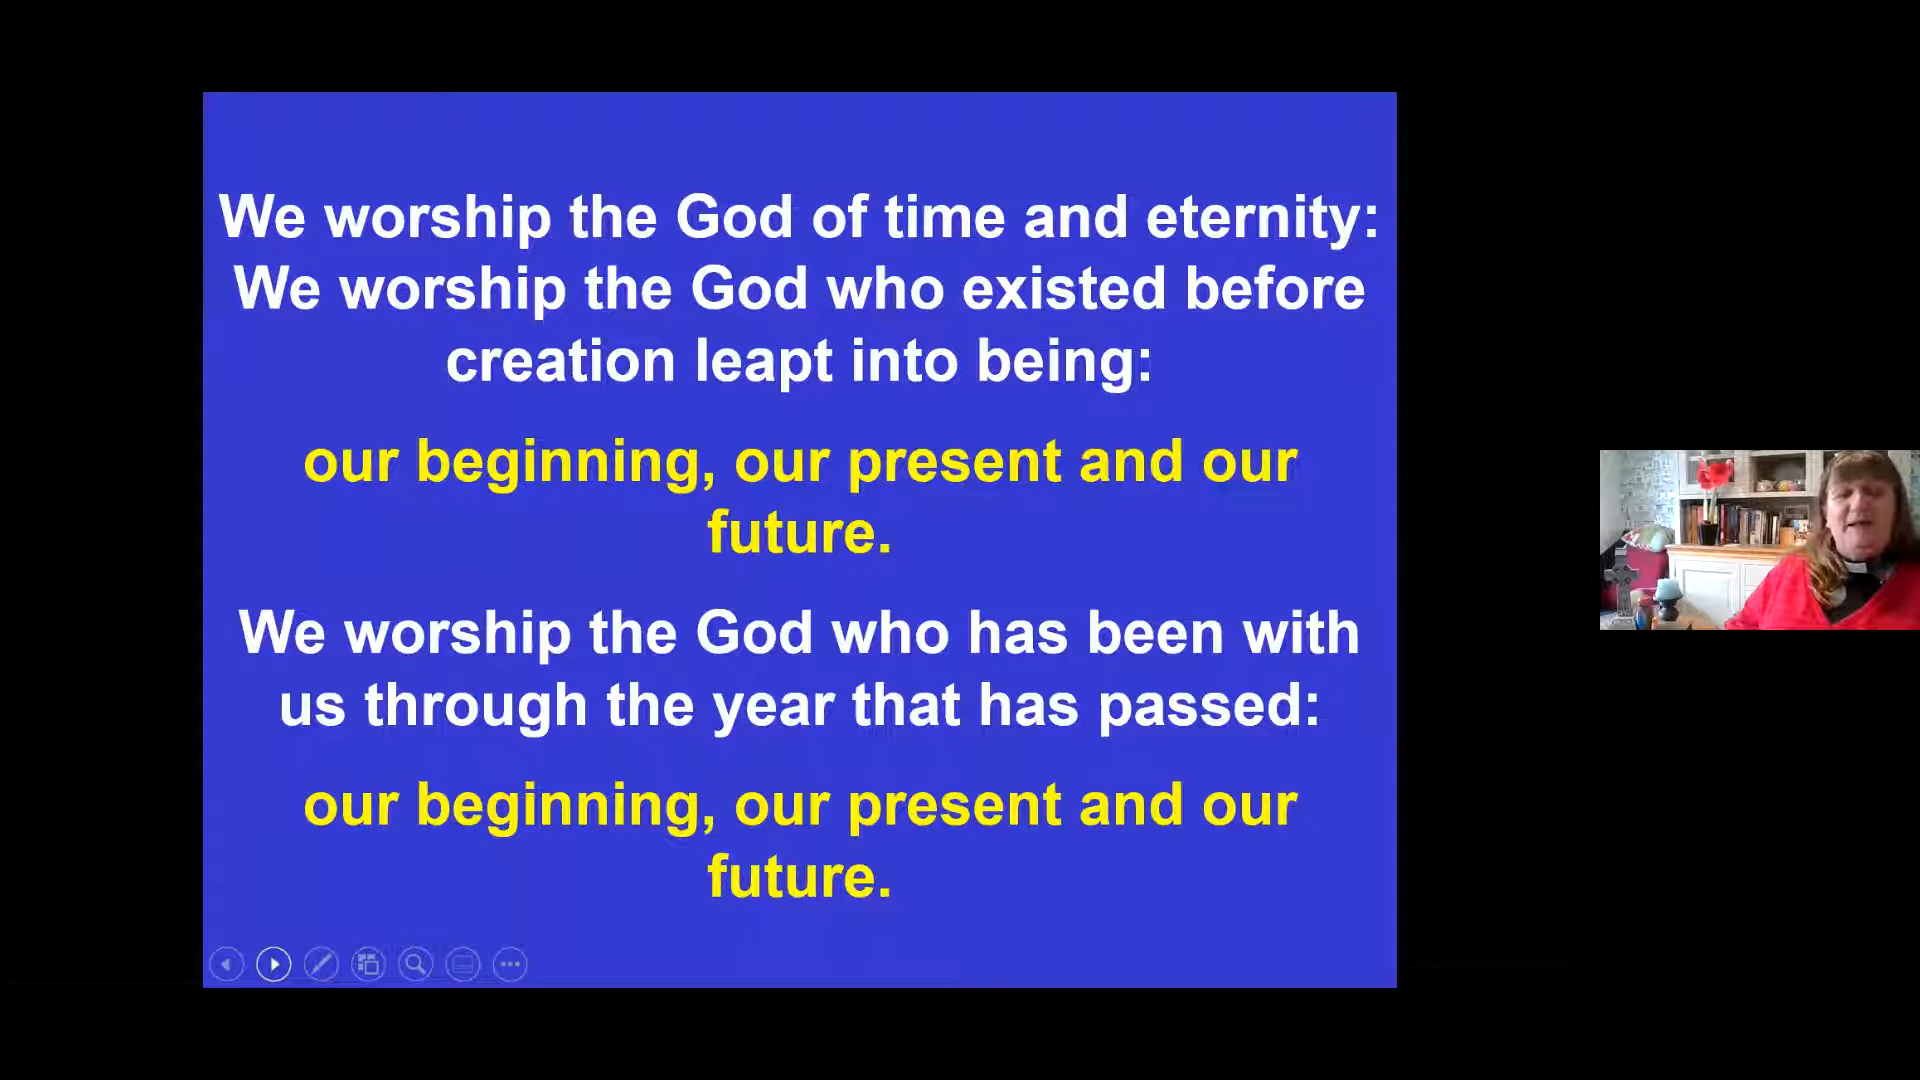 We worship the God of time and eternity:
We worship the God who existed before
creation leapt into being:
our beginning, our present and our
future.
We worship the God who has been with
us through the year that has passed:
our beginning, our present and our
future.